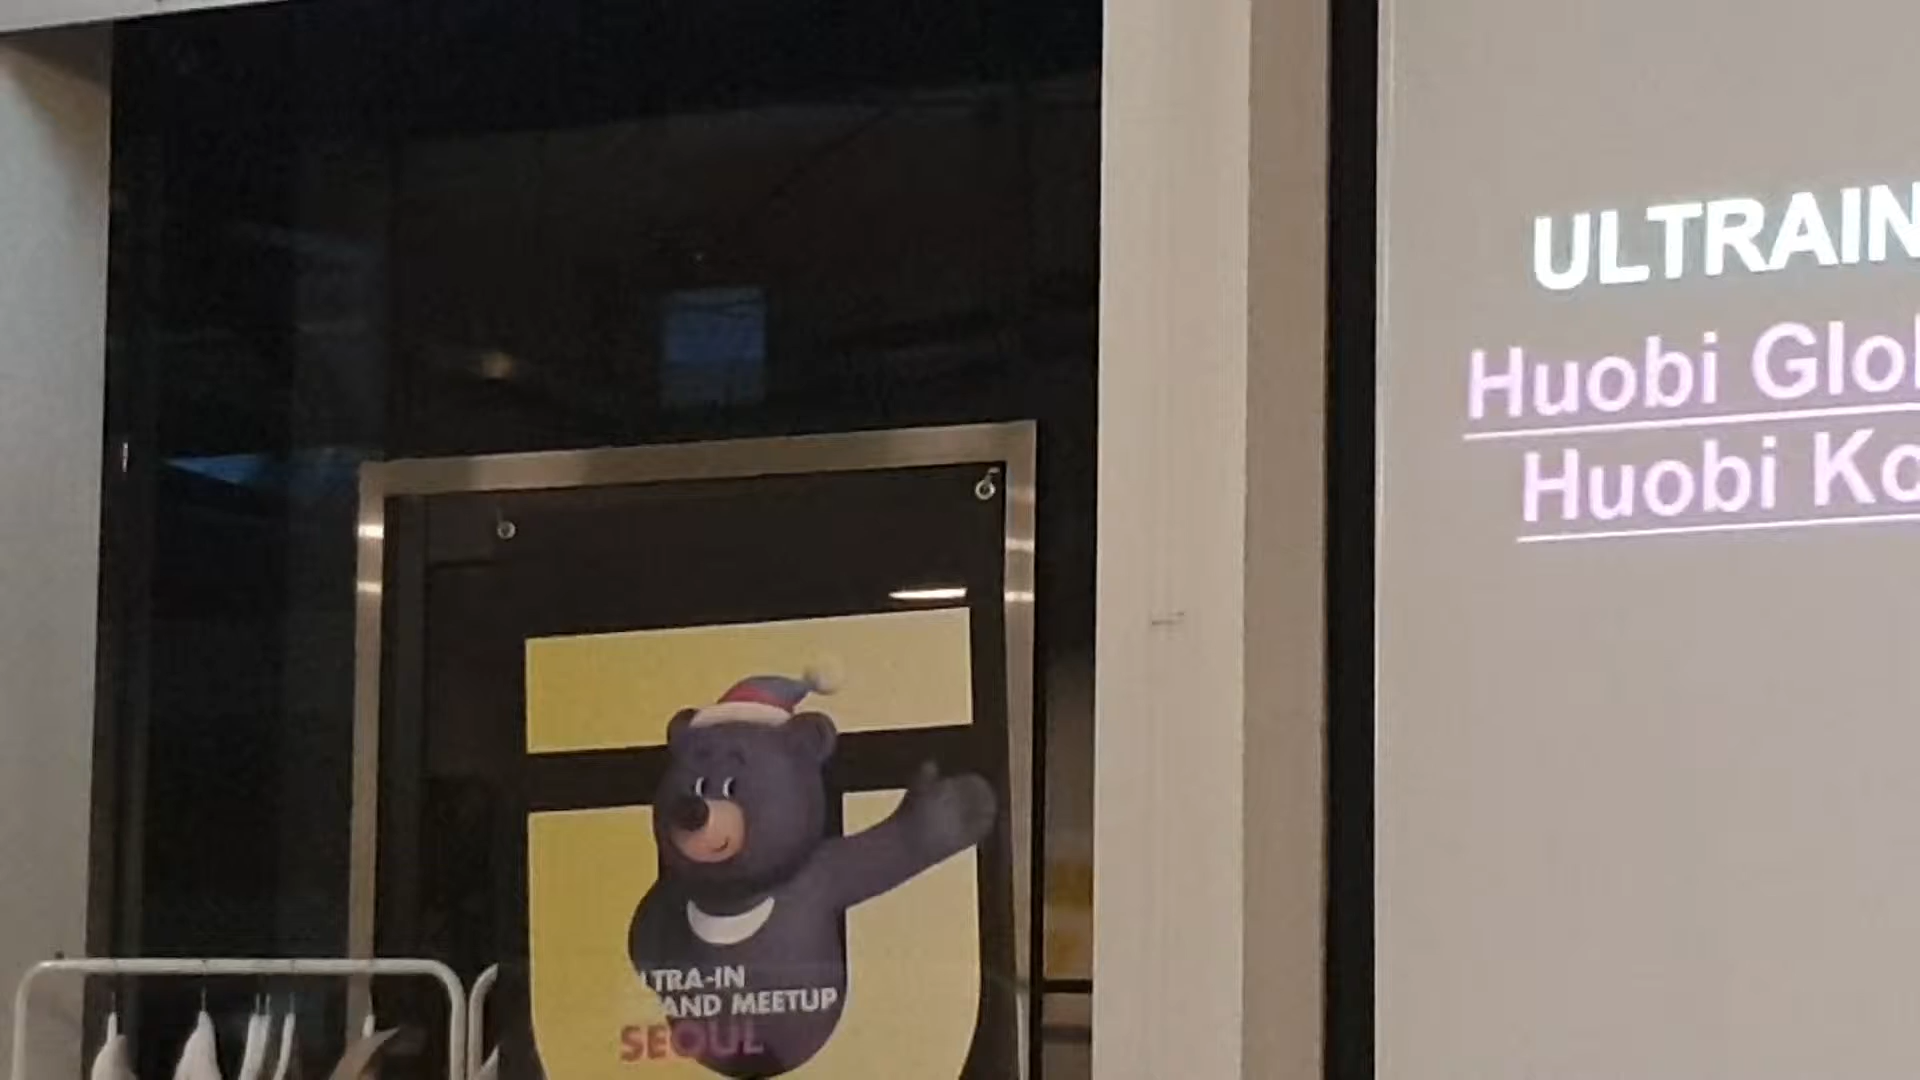 ULTRAIN
Huobi Glo
Huobi Ko
LTRA-IN
AND MEETUP
SEOUL